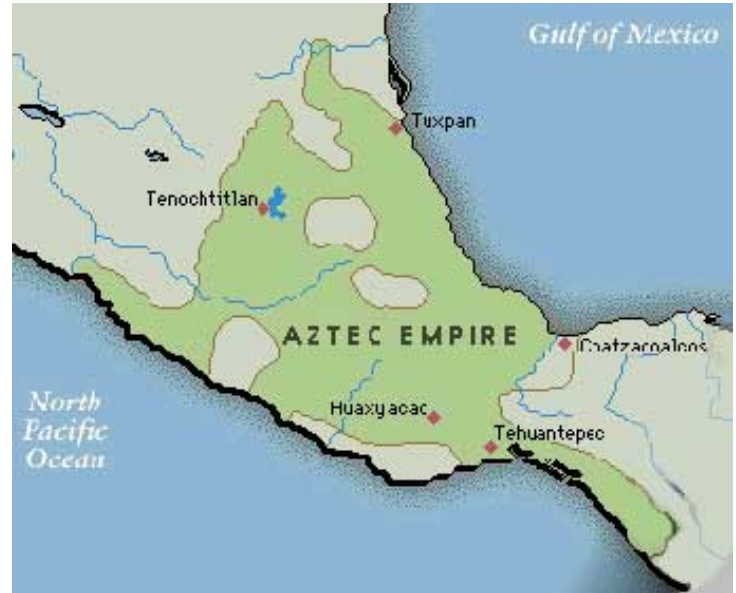 Gulf of Mexico
Tuxpan
Tenochtitlan
AZTEC EMPIRE
Coatzacoalcos
Huaxyacac
Tehuantepec
North
Pacific
Ocean